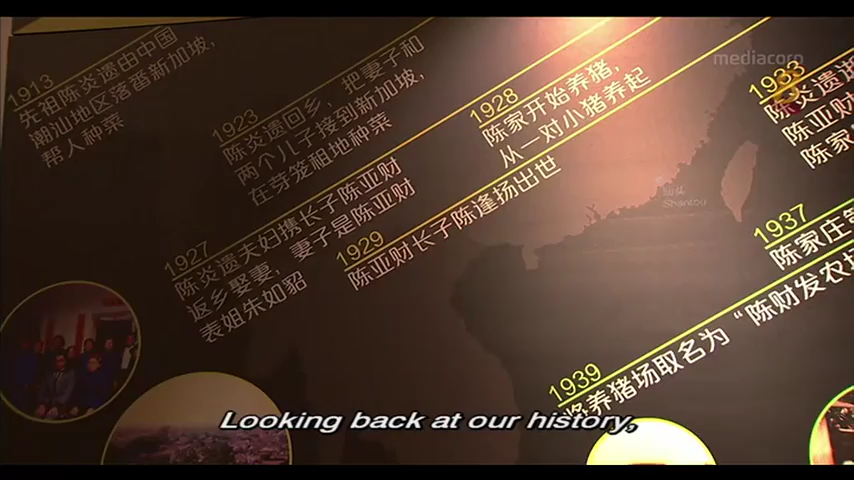 mediacorp
1913
先祖陈炎遗由中国
潮汕地区落番新加坡,
帮人种菜
1923
陈炎遗回乡，把妻子和
两个儿子接到新加坡,
在芽笼租地种菜
1928
陈家开始养猪,
从一对小猪养起
1933
陈炎遗
陈亚财
陈家
1927
陈炎遗夫妇携长子陈亚财
返乡娶妻，妻子是陈亚财
表姐朱如貂
1929
陈亚财长子陈逢扬出世
汕头
Shantou
1937
陈家庄
1939
将养猪场取名为“陈财发农场
Looking back at our history,